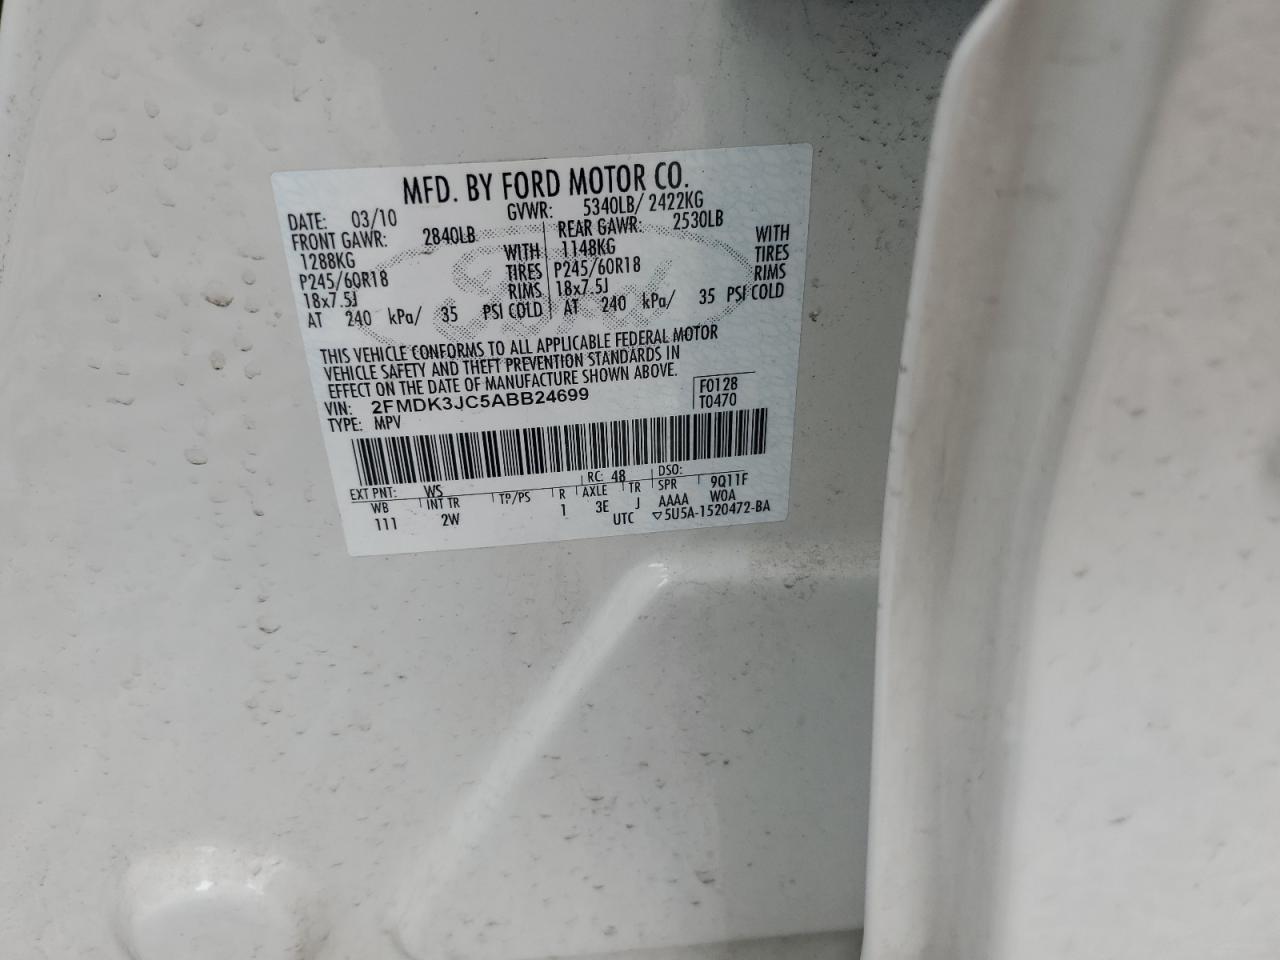 MFD. BY FORD MOTOR CO.
DATE: 03/10 GVWR: 5340LB/ 2422KG
FRONT GAWR: 2840LB REAR GAWR: 2530LB
1288KG WITH 1148KG WITH
P245/60R18 TIRES P245/60R18 TIRES
18x7.5J RIMS 18x7.5J RIMS
AT 240 kPa/ 35 PSI COLD AT 240 kPa/ 35 PSI COLD
THIS VEHICLE CONFORMS TO ALL APPLICABLE FEDERAL MOTOR
VEHICLE SAFETY AND THEFT PREVENTION STANDARDS IN
EFFECT ON THE DATE OF MANUFACTURE SHOWN ABOVE.
VIN: 2FMDK3JC5ABB24699 F0128
TYPE: MPV T0470
EXT PNT: WS RC: 48 DSO:
WB INT TR TP/PS R AXLE TR SPR 9Q11F
111 2W 1 3E J AAAA W0A
UTC ▽5U5A-1520472-BA